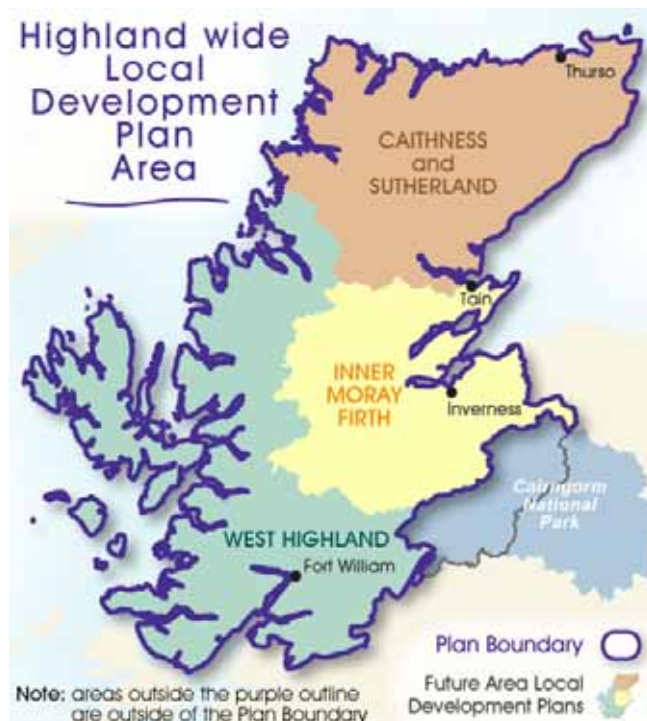 Highland wide
Local
Development
Plan
Area
Thurso
CAITHNESS
and
SUTHERLAND
Tain
INNER
MORAY
FIRTH
Inverness
Cairngorm
National
Park
WEST HIGHLAND
Fort William
Plan Boundary
Future Area Local
Development Plans
Note: areas outside the purple outline
are outside of the Plan Boundary